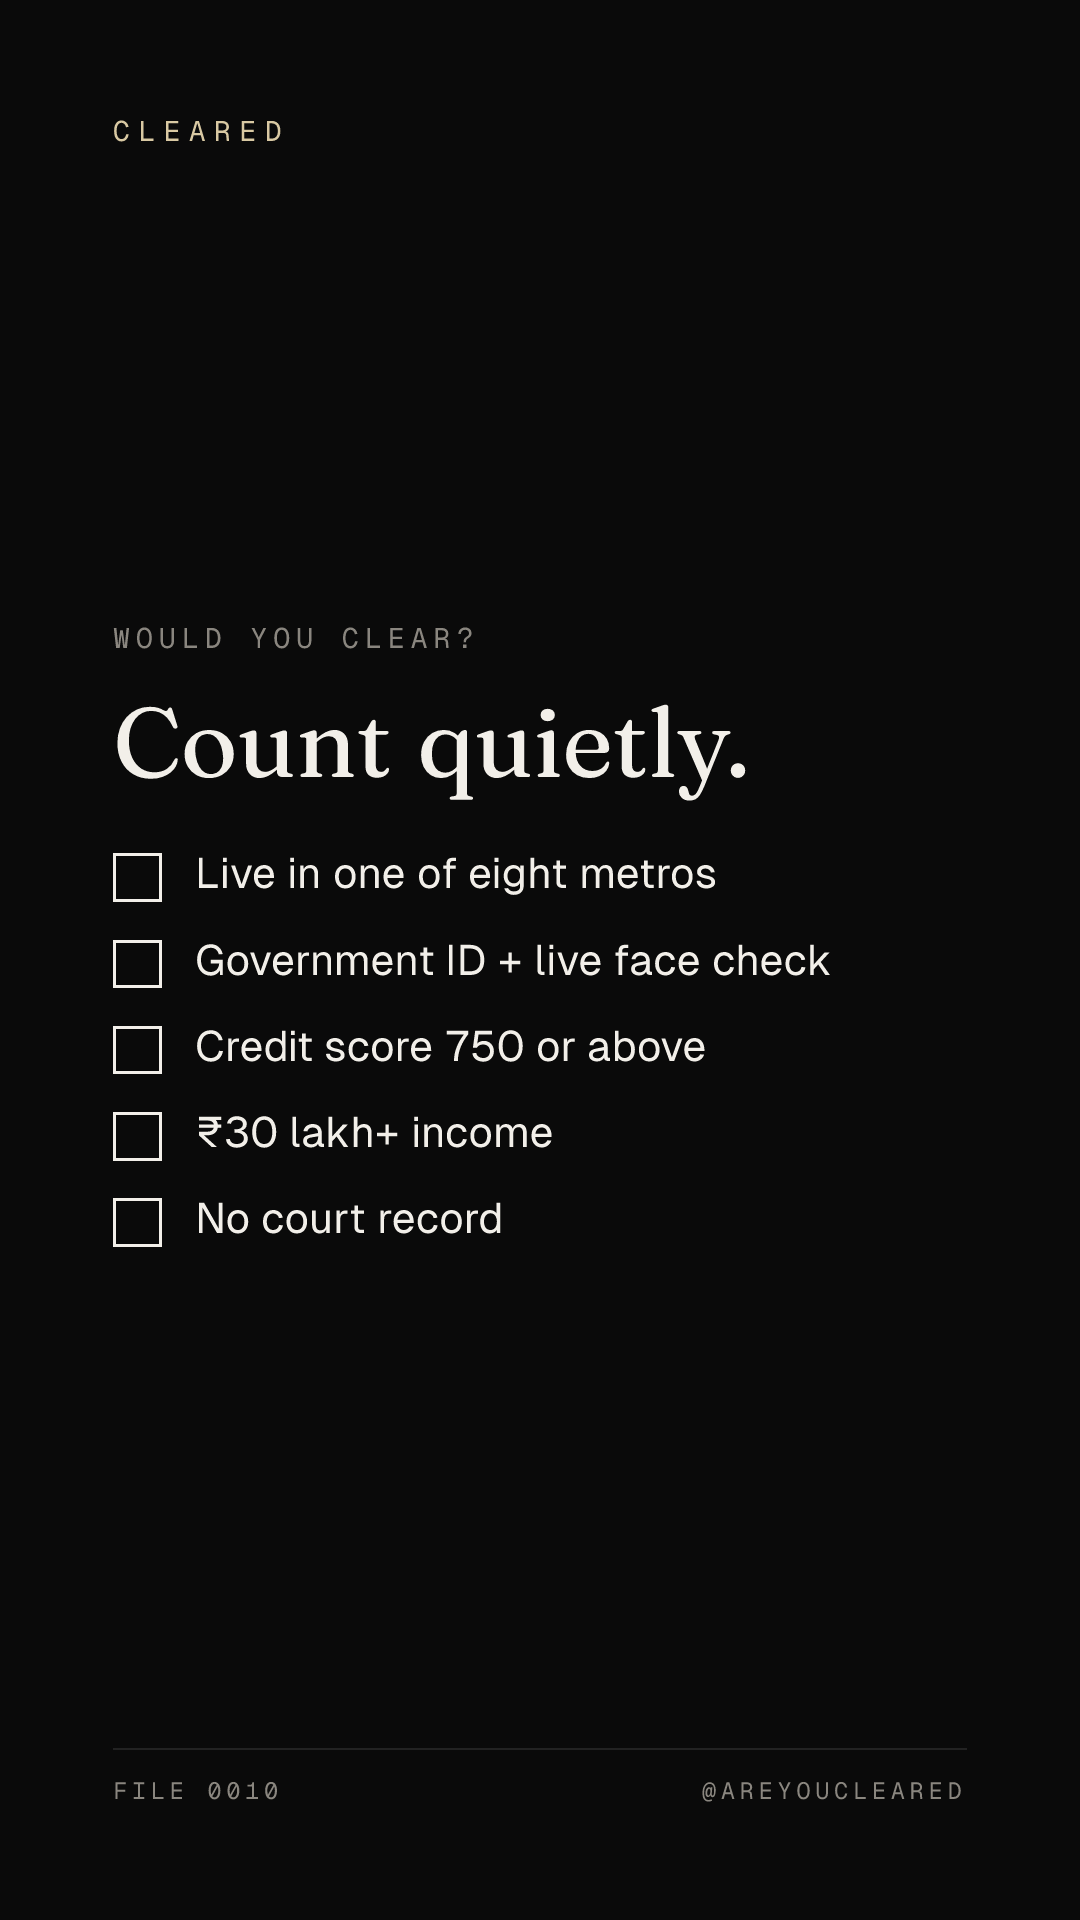 CLEARED
WOULD YOU CLEAR?
Count quietly.
Live in one of eight metros
Government ID + live face check
Credit score 750 or above
₹30 lakh+ income
No court record
FILE 0010
@AREYOUCLEARED